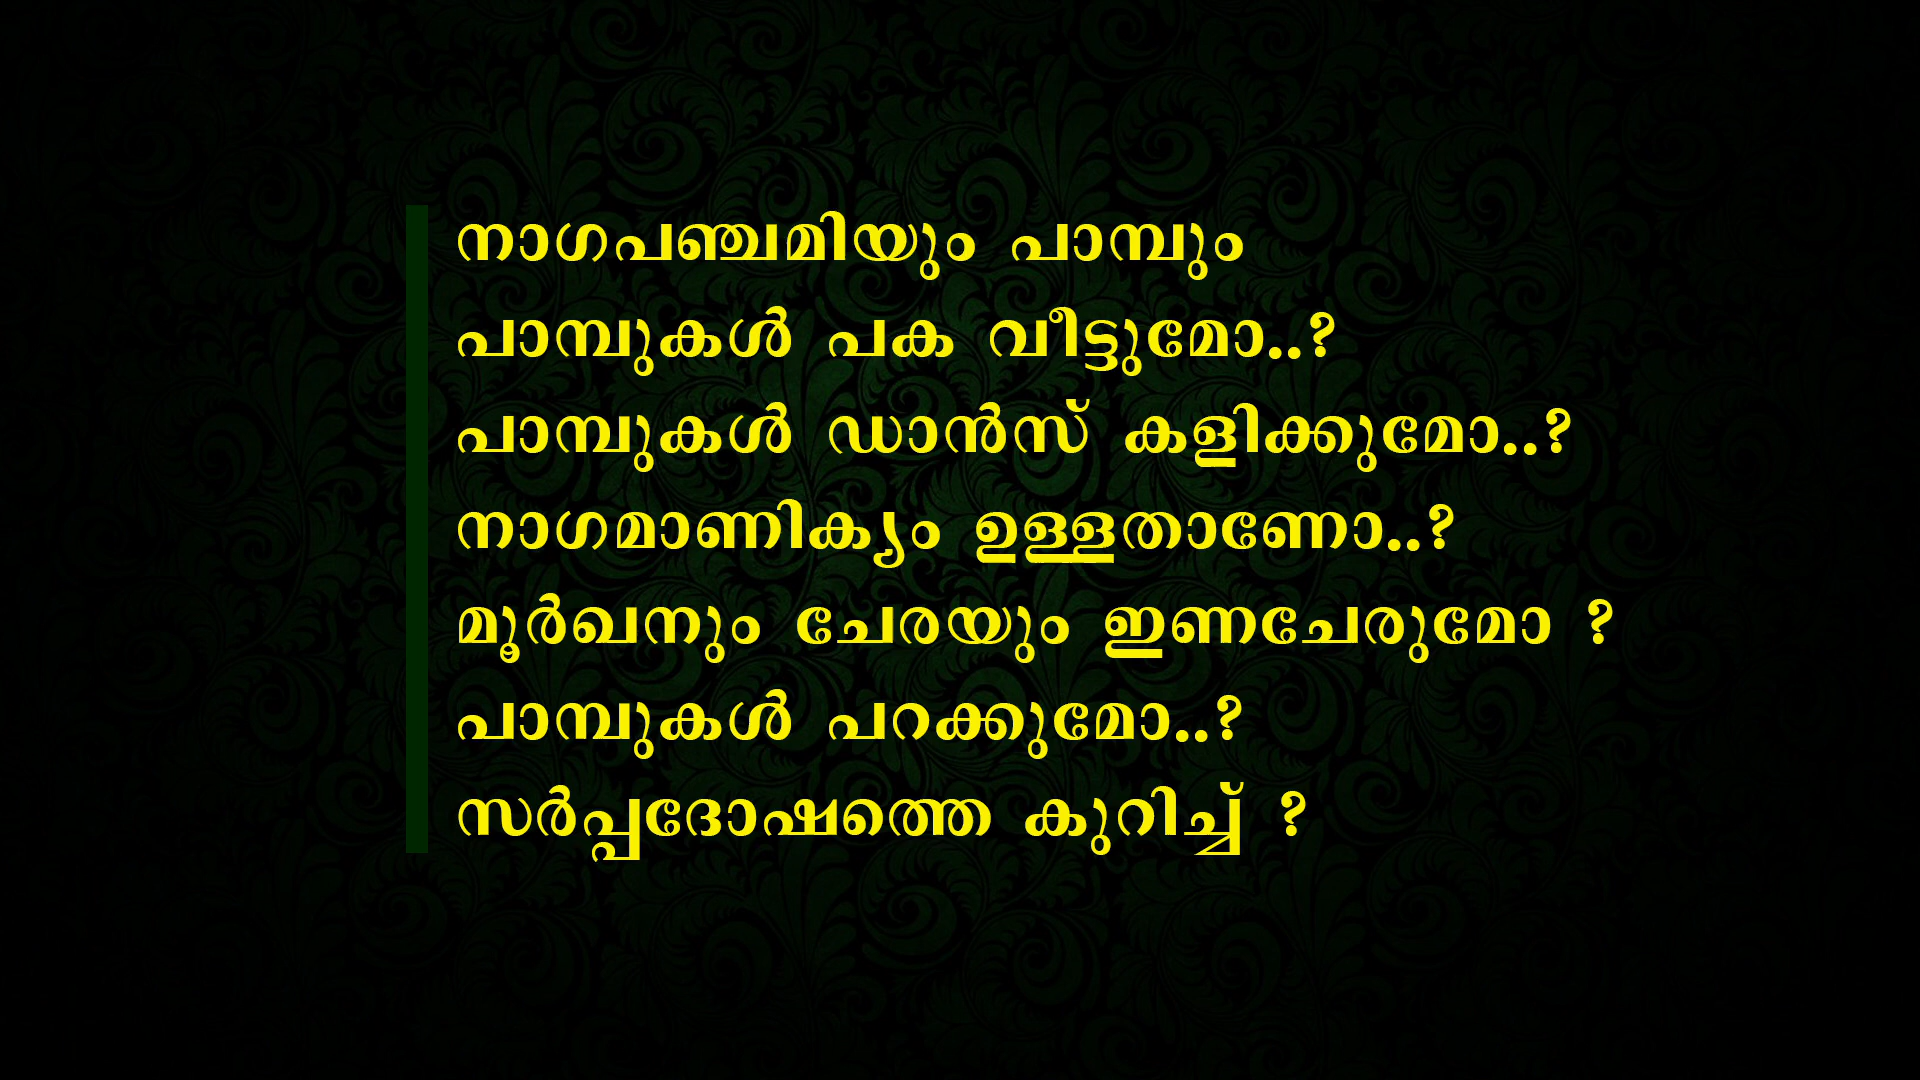 നാഗപഞ്ചമിയും പാമ്പും
പാമ്പുകൾ പക വീട്ടുമോ..?
പാമ്പുകൾ ഡാൻസ് കളിക്കുമോ..?
നാഗമാണിക്യം ഉള്ളതാണോ..?
മൂർഖനും ചേരയും ഇണചേരുമോ ?
പാമ്പുകൾ പറക്കുമോ..?
സർപ്പദോഷത്തെ കുറിച്ച് ?